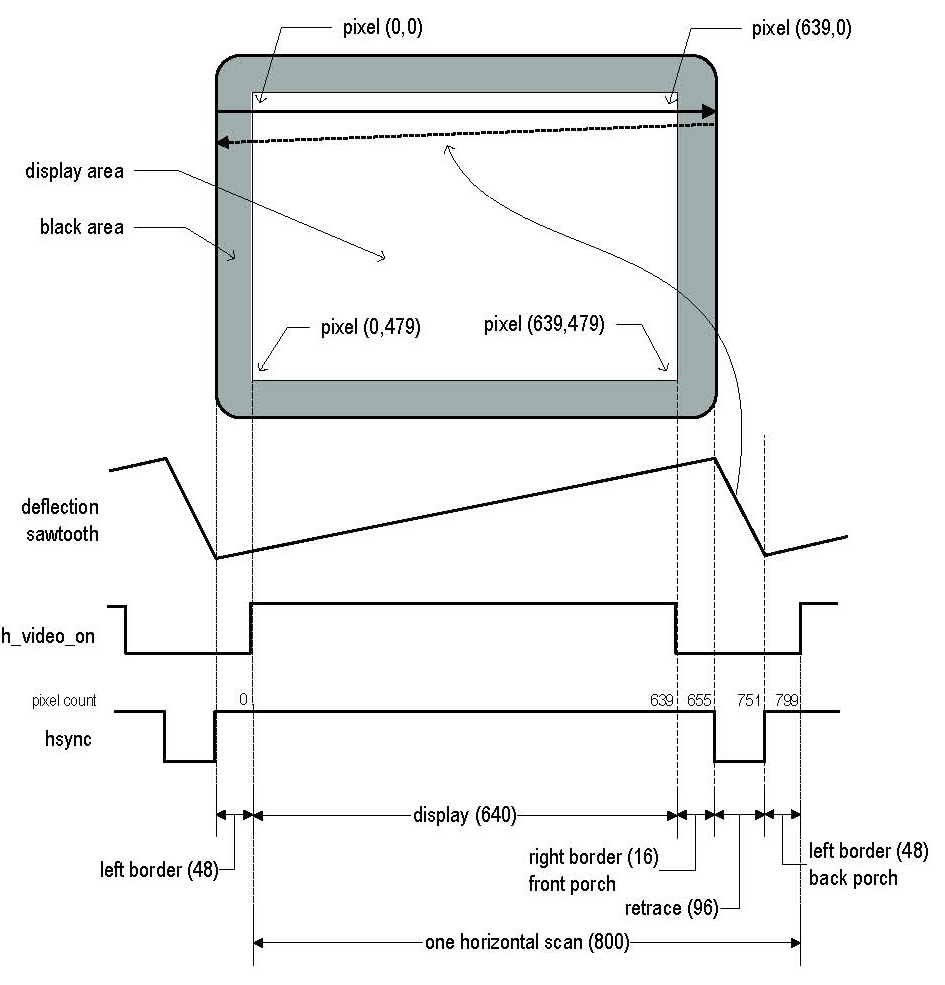 pixel (0,0)
pixel (639,0)
display area
black area
pixel (0,479)
pixel (639,479)
deflection
sawtooth
h_video_on
pixel count
0
639
655
751
799
hsync
display (640)
left border (48)
right border (16)
front porch
left border (48)
back porch
retrace (96)
one horizontal scan (800)